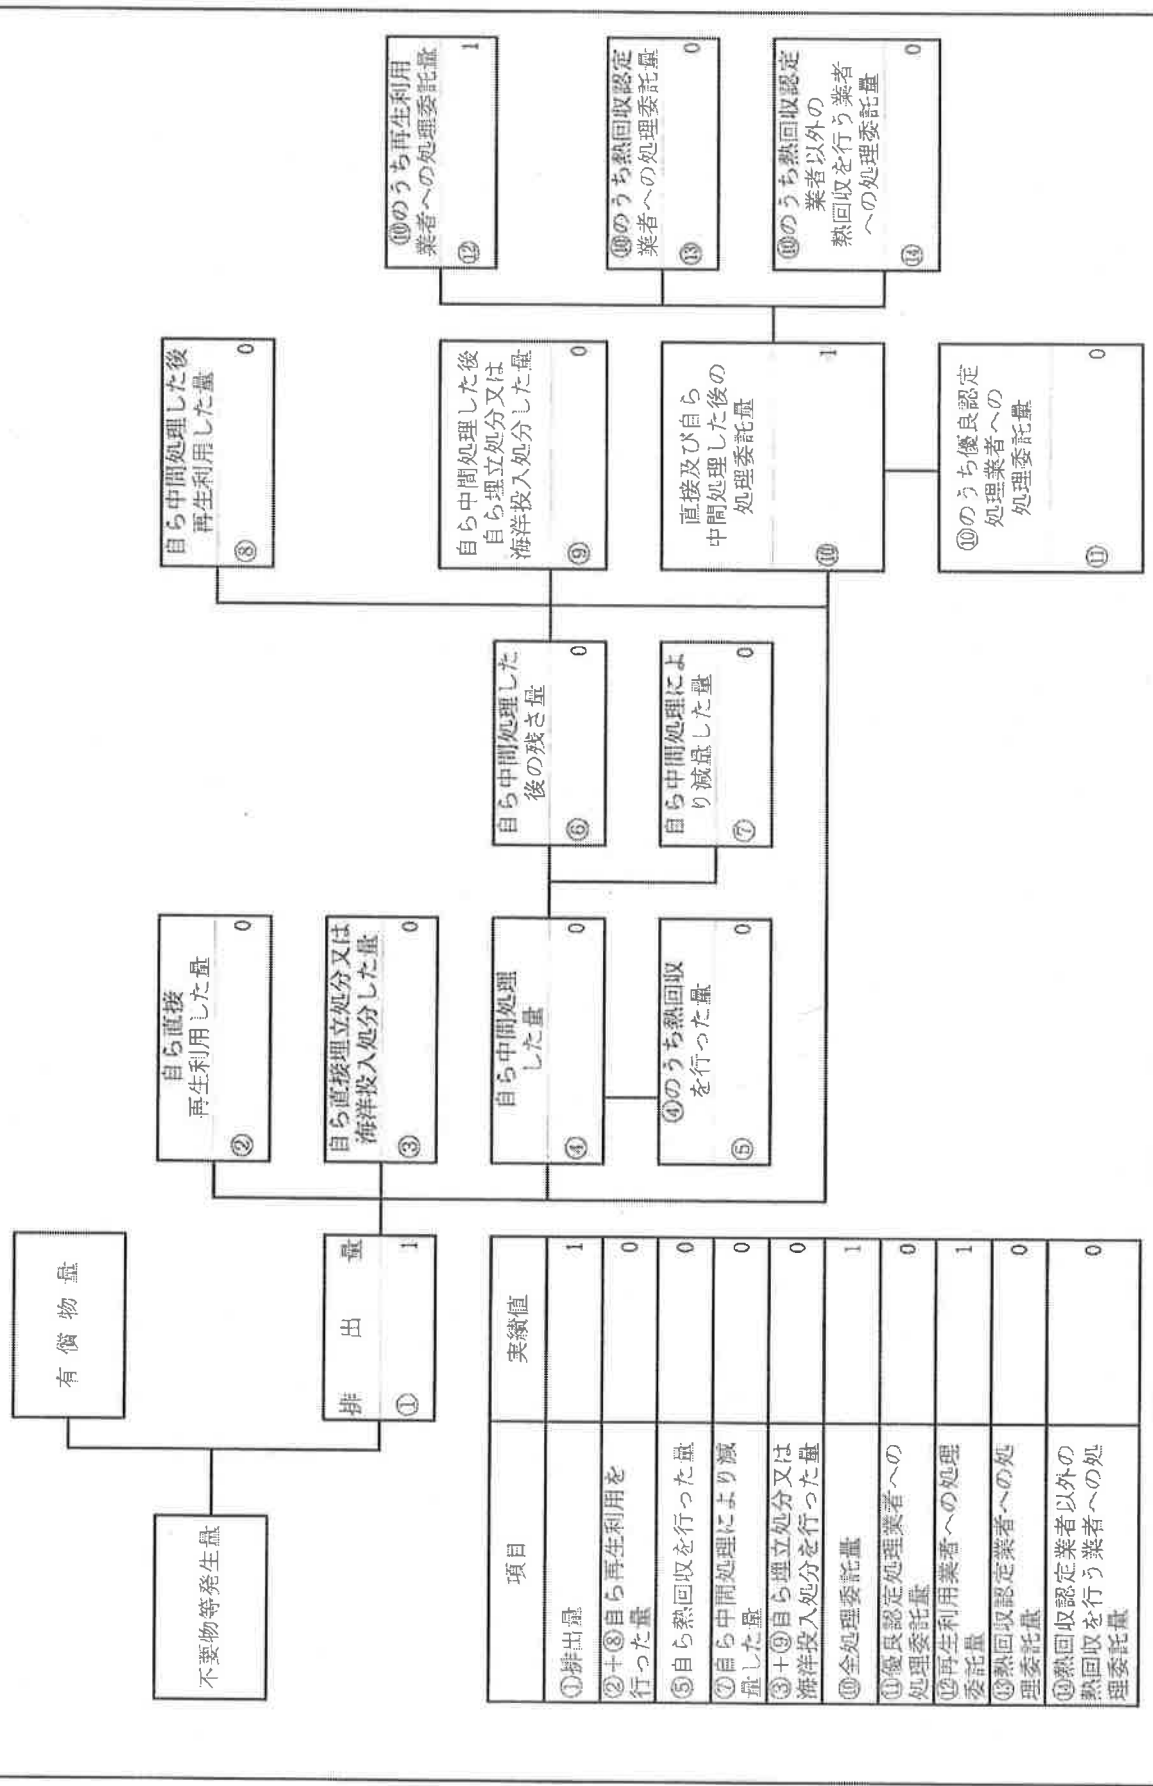 不要物等発生量
有償物量
排出量
① 1
自ら直接
再生利用した量
② 0
自ら直接埋立処分又は
海洋投入処分した量
③ 0
自ら中間処理
した量
④ 0
④のうち熱回収
を行った量
⑤ 0
自ら中間処理した
後の残さ量
⑥ 0
自ら中間処理によ
り減量した量
⑦ 0
自ら中間処理した後
再生利用した量
⑧ 0
自ら中間処理した後
自ら埋立処分又は
海洋投入処分した量
⑨ 0
直接及び自ら
中間処理した後の
処理委託量
⑩ 1
⑩のうち優良認定
処理業者への
処理委託量
⑪ 0
⑩のうち再生利用
業者への処理委託量
⑫ 1
⑩のうち熱回収認定
業者への処理委託量
⑬ 0
⑩のうち熱回収認定
業者以外の
熱回収を行う業者
への処理委託量
⑭ 0
項目 実績値
①排出量 1
②+⑧自ら再生利用を
行った量 0
⑤自ら熱回収を行った量 0
⑦自ら中間処理により減
量した量 0
③+⑨自ら埋立処分又は
海洋投入処分を行った量 0
⑩全処理委託量 1
⑪優良認定処理業者への
処理委託量 0
⑫再生利用業者への処理
委託量 1
⑬熱回収認定業者への処
理委託量 0
⑭熱回収認定業者以外の
熱回収を行う業者への処
理委託量 0